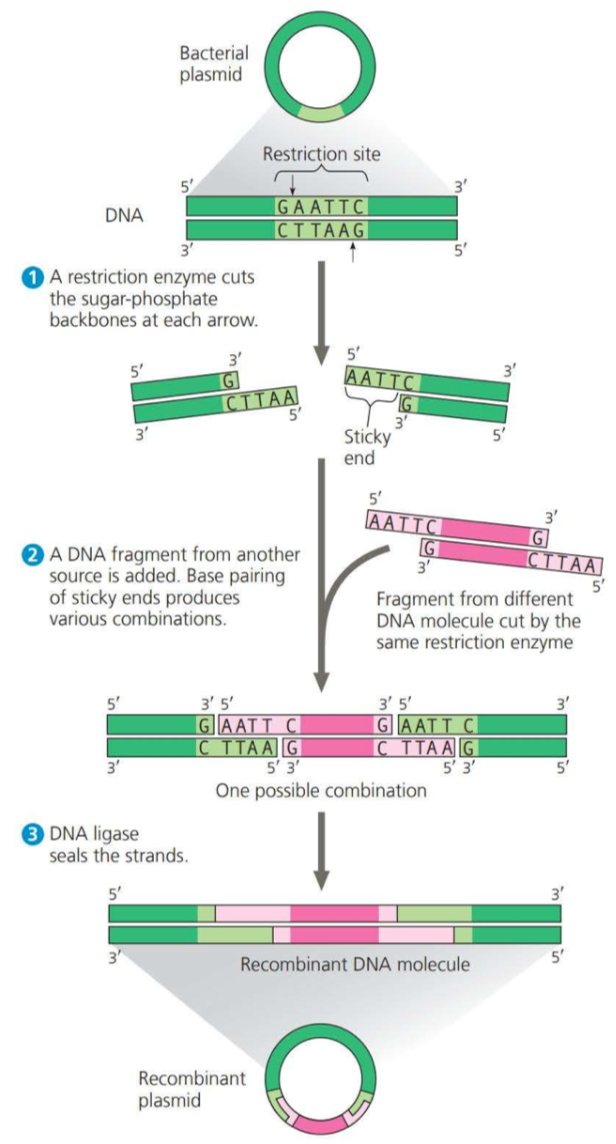 Bacterial
plasmid
Restriction site
5′ 3′
DNA
GAATTC
CTTAAG
3′ 5′
1 A restriction enzyme cuts
the sugar-phosphate
backbones at each arrow.
5′ 3′
G
CTTAA
3′ 5′
5′ 3′
AATTC
G
3′ 5′
Sticky
end
5′ 3′
AATTC G
G CTTAA
3′ 5′
2 A DNA fragment from another
source is added. Base pairing
of sticky ends produces
various combinations.
Fragment from different
DNA molecule cut by the
same restriction enzyme
5′ 3′ 5′ 3′ 5′ 3′
G AATT C G AATT C
C TTAA G C TTAA G
3′ 5′ 3′ 5′ 3′ 5′
One possible combination
3 DNA ligase
seals the strands.
5′ 3′
3′ 5′
Recombinant DNA molecule
Recombinant
plasmid